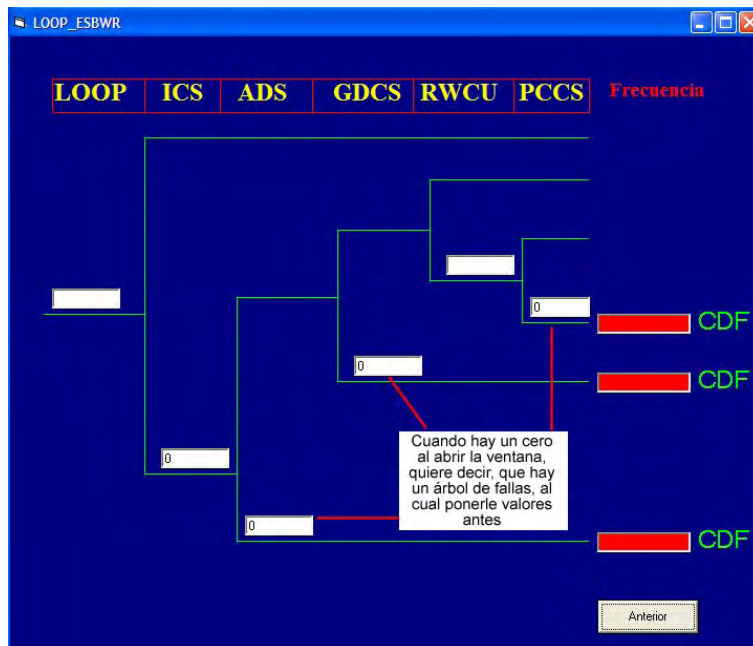 LOOP_ESBWR
LOOP ICS ADS GDCS RWCU PCCS Frecuencia
0
CDF
0
CDF
Cuando hay un cero
al abrir la ventana,
quiere decir, que hay
un árbol de fallas, al
cual ponerle valores
antes
0
0
CDF
Anterior